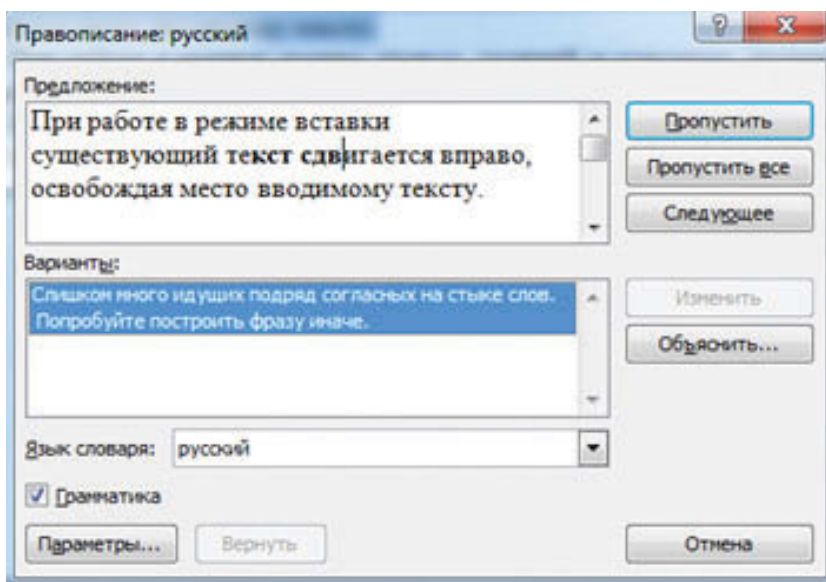 Правописание: русский
Предложение:
При работе в режиме вставки
существующий текст сдвигается вправо,
освобождая место вводимому тексту.
Пропустить
Пропустить все
Следующее
Варианты:
Слишком много идущих подряд согласных на стыке слов.
Попробуйте построить фразу иначе.
Изменить
Объяснить...
Язык словаря: русский
Грамматика
Параметры... Вернуть Отмена